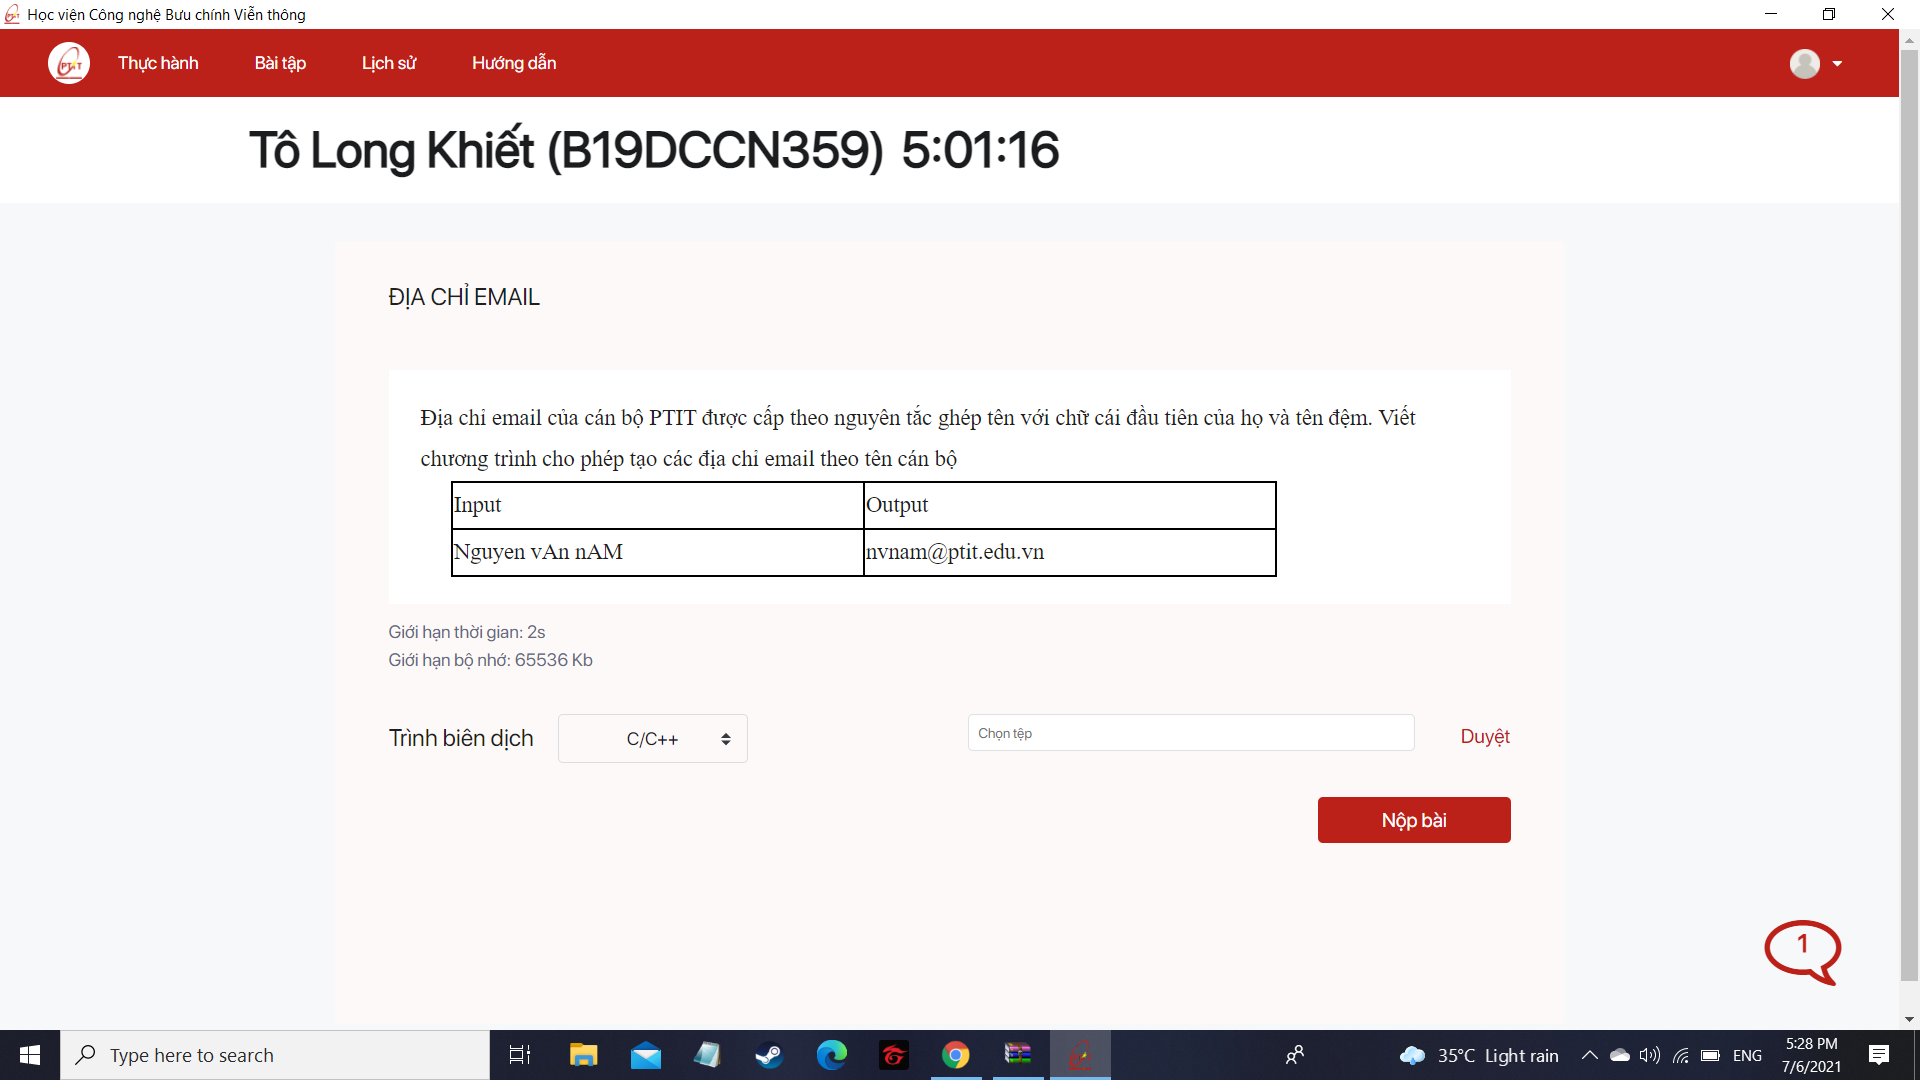 Học viện Công nghệ Bưu chính Viễn thông
PTIT
Thực hành
Bài tập
Lịch sử
Hướng dẫn
Tô Long Khiết (B19DCCN359) 5:01:16
ĐỊA CHỈ EMAIL
Địa chỉ email của cán bộ PTIT được cấp theo nguyên tắc ghép tên với chữ cái đầu tiên của họ và tên đệm. Viết
chương trình cho phép tạo các địa chỉ email theo tên cán bộ
Input
Output
Nguyen vAn nAM
nvnam@ptit.edu.vn
Giới hạn thời gian: 2s
Giới hạn bộ nhớ: 65536 Kb
Trình biên dịch
C/C++
Chọn tệp
Duyệt
Nộp bài
1
Type here to search
35°C Light rain
ENG
5:28 PM
7/6/2021